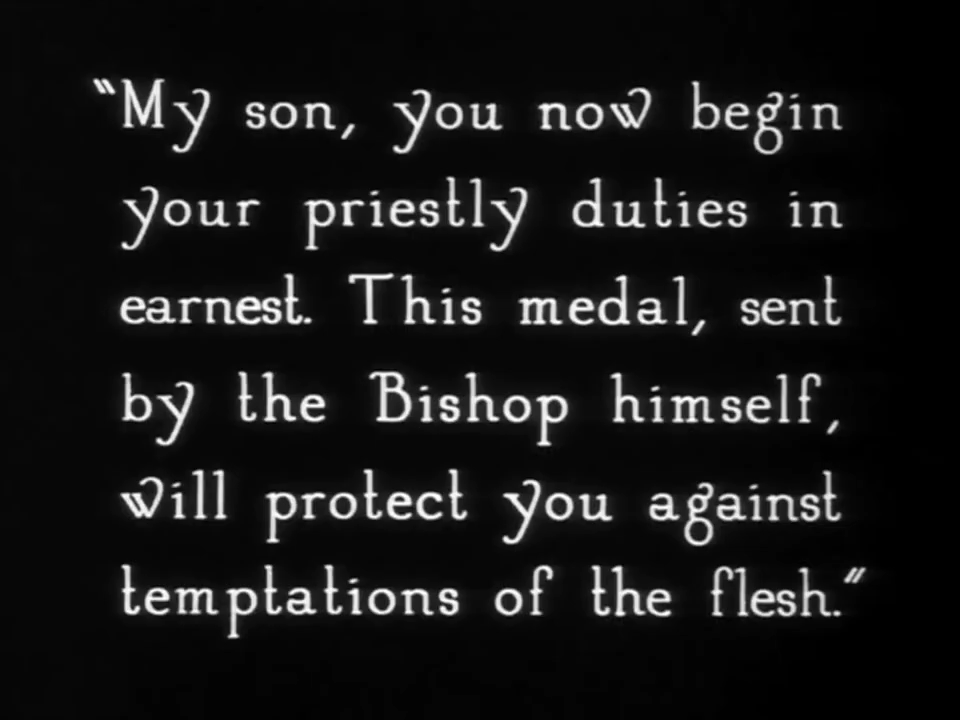 “My son, you now begin
your priestly duties in
earnest. This medal, sent
by the Bishop himself,
will protect you against
temptations of the flesh.”